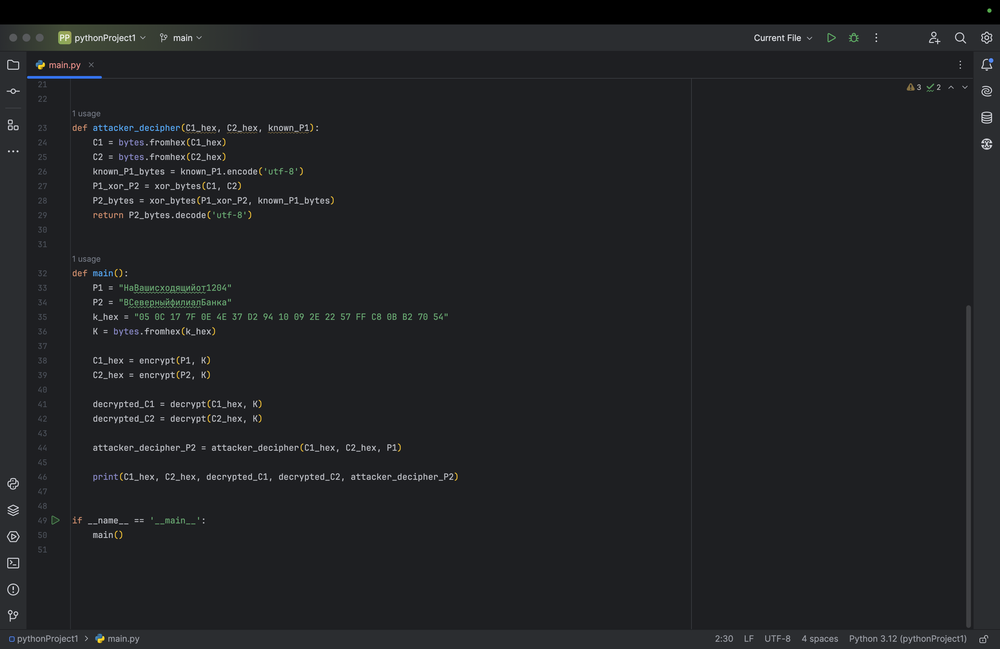 PP pythonProject1 main Current File
main.py
3 2
21
22
1 usage
23 def attacker_decipher(C1_hex, C2_hex, known_P1):
24 C1 = bytes.fromhex(C1_hex)
25 C2 = bytes.fromhex(C2_hex)
26 known_P1_bytes = known_P1.encode('utf-8')
27 P1_xor_P2 = xor_bytes(C1, C2)
28 P2_bytes = xor_bytes(P1_xor_P2, known_P1_bytes)
29 return P2_bytes.decode('utf-8')
30
31
1 usage
32 def main():
33 P1 = "НаВашисходящийот1204"
34 P2 = "ВСеверныйфилиалБанка"
35 k_hex = "05 0C 17 7F 0E 4E 37 D2 94 10 09 2E 22 57 FF C8 0B B2 70 54"
36 K = bytes.fromhex(k_hex)
37
38 C1_hex = encrypt(P1, K)
39 C2_hex = encrypt(P2, K)
40
41 decrypted_C1 = decrypt(C1_hex, K)
42 decrypted_C2 = decrypt(C2_hex, K)
43
44 attacker_decipher_P2 = attacker_decipher(C1_hex, C2_hex, P1)
45
46 print(C1_hex, C2_hex, decrypted_C1, decrypted_C2, attacker_decipher_P2)
47
48
49 if __name__ == '__main__':
50 main()
51
pythonProject1 > main.py 2:30 LF UTF-8 4 spaces Python 3.12 (pythonProject1)